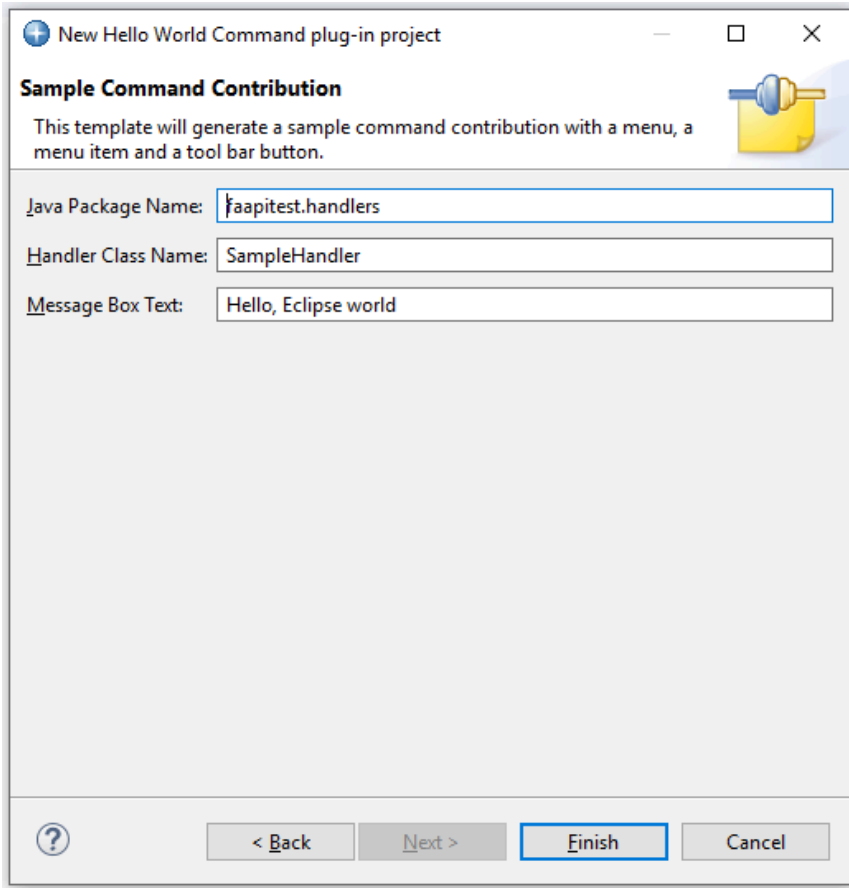 New Hello World Command plug-in project
Sample Command Contribution
This template will generate a sample command contribution with a menu, a
menu item and a tool bar button.
Java Package Name: faapitest.handlers
Handler Class Name: SampleHandler
Message Box Text: Hello, Eclipse world
? < Back Next > Finish Cancel